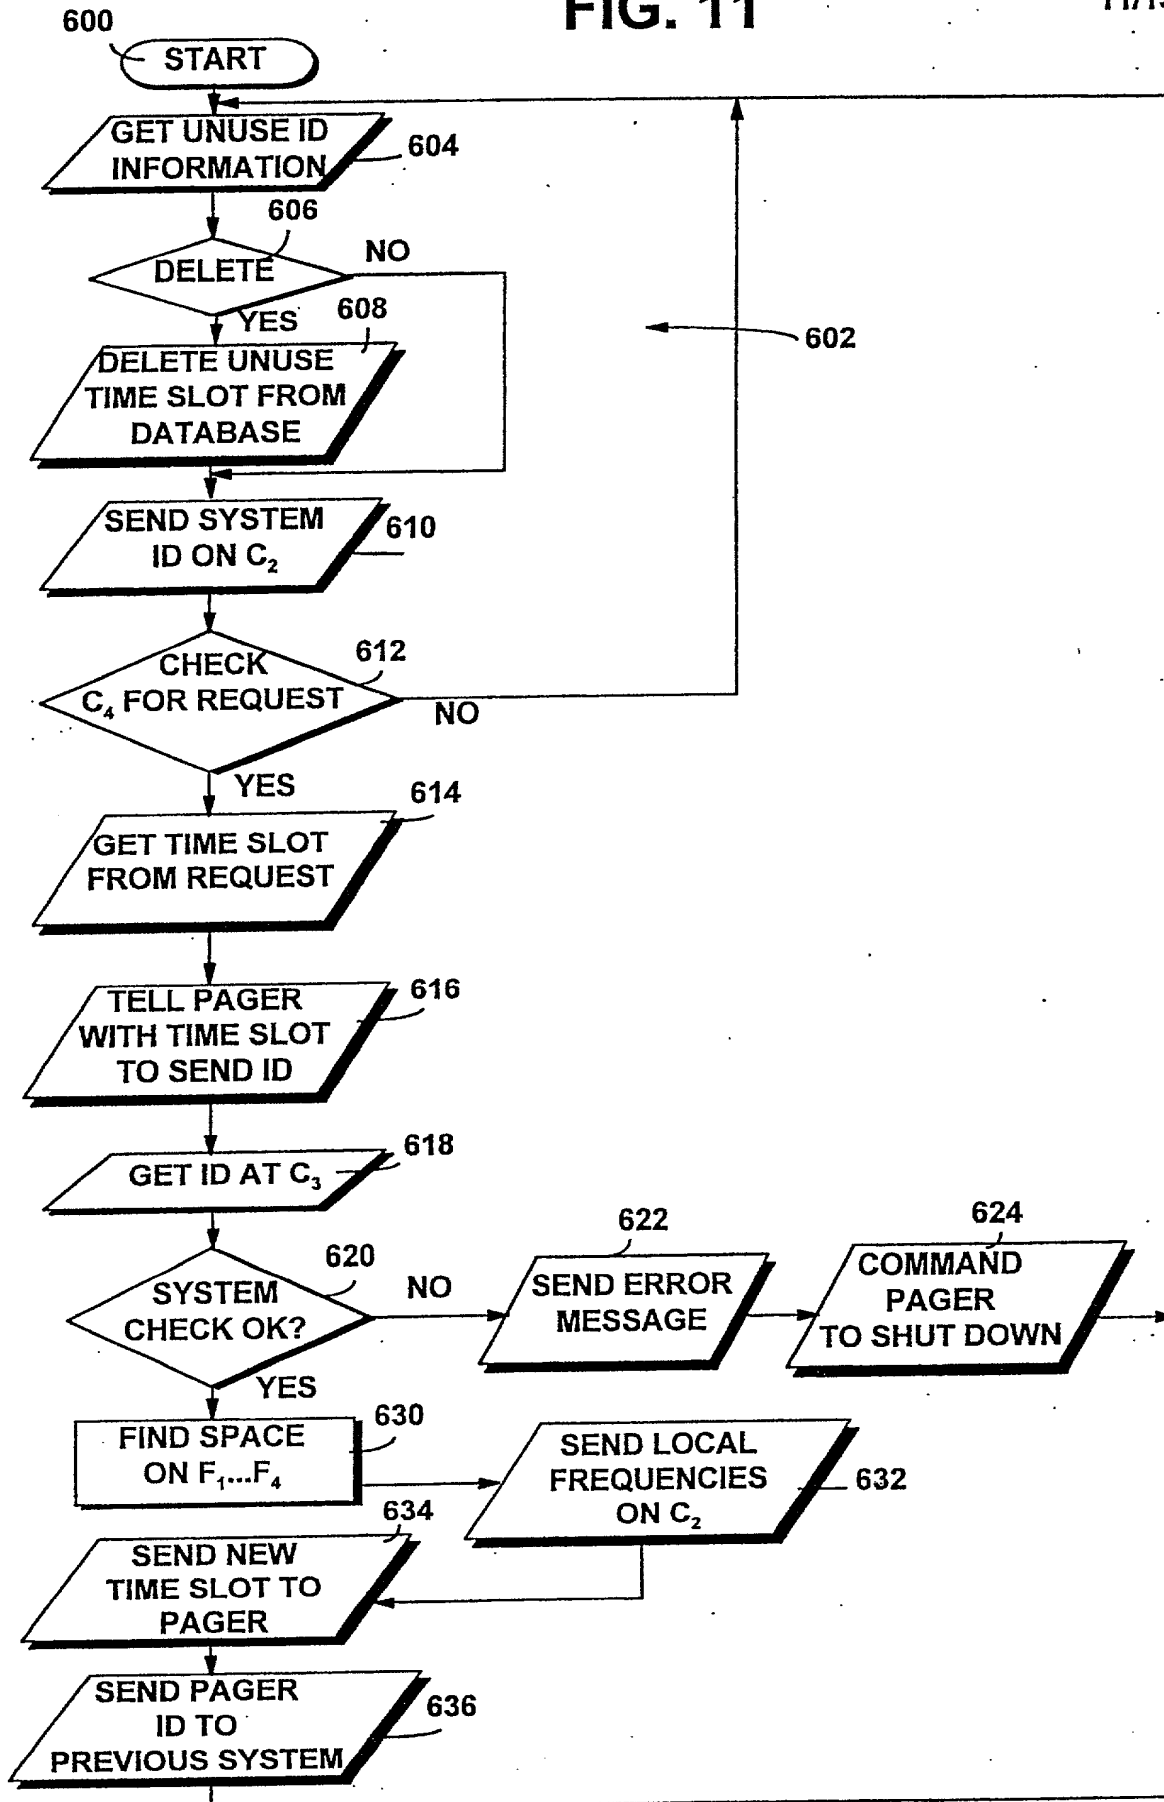 FIG. 11
600
START
GET UNUSE ID
INFORMATION
604
606
DELETE
NO
YES
608
DELETE UNUSE
TIME SLOT FROM
DATABASE
602
SEND SYSTEM
ID ON C₂
610
CHECK
C₄ FOR REQUEST
612
NO
YES
614
GET TIME SLOT
FROM REQUEST
TELL PAGER
WITH TIME SLOT
TO SEND ID
616
GET ID AT C₃
618
620
SYSTEM
CHECK OK?
NO
YES
622
SEND ERROR
MESSAGE
624
COMMAND
PAGER
TO SHUT DOWN
FIND SPACE
ON F₁...F₄
630
SEND LOCAL
FREQUENCIES
ON C₂
632
634
SEND NEW
TIME SLOT TO
PAGER
SEND PAGER
ID TO
PREVIOUS SYSTEM
636